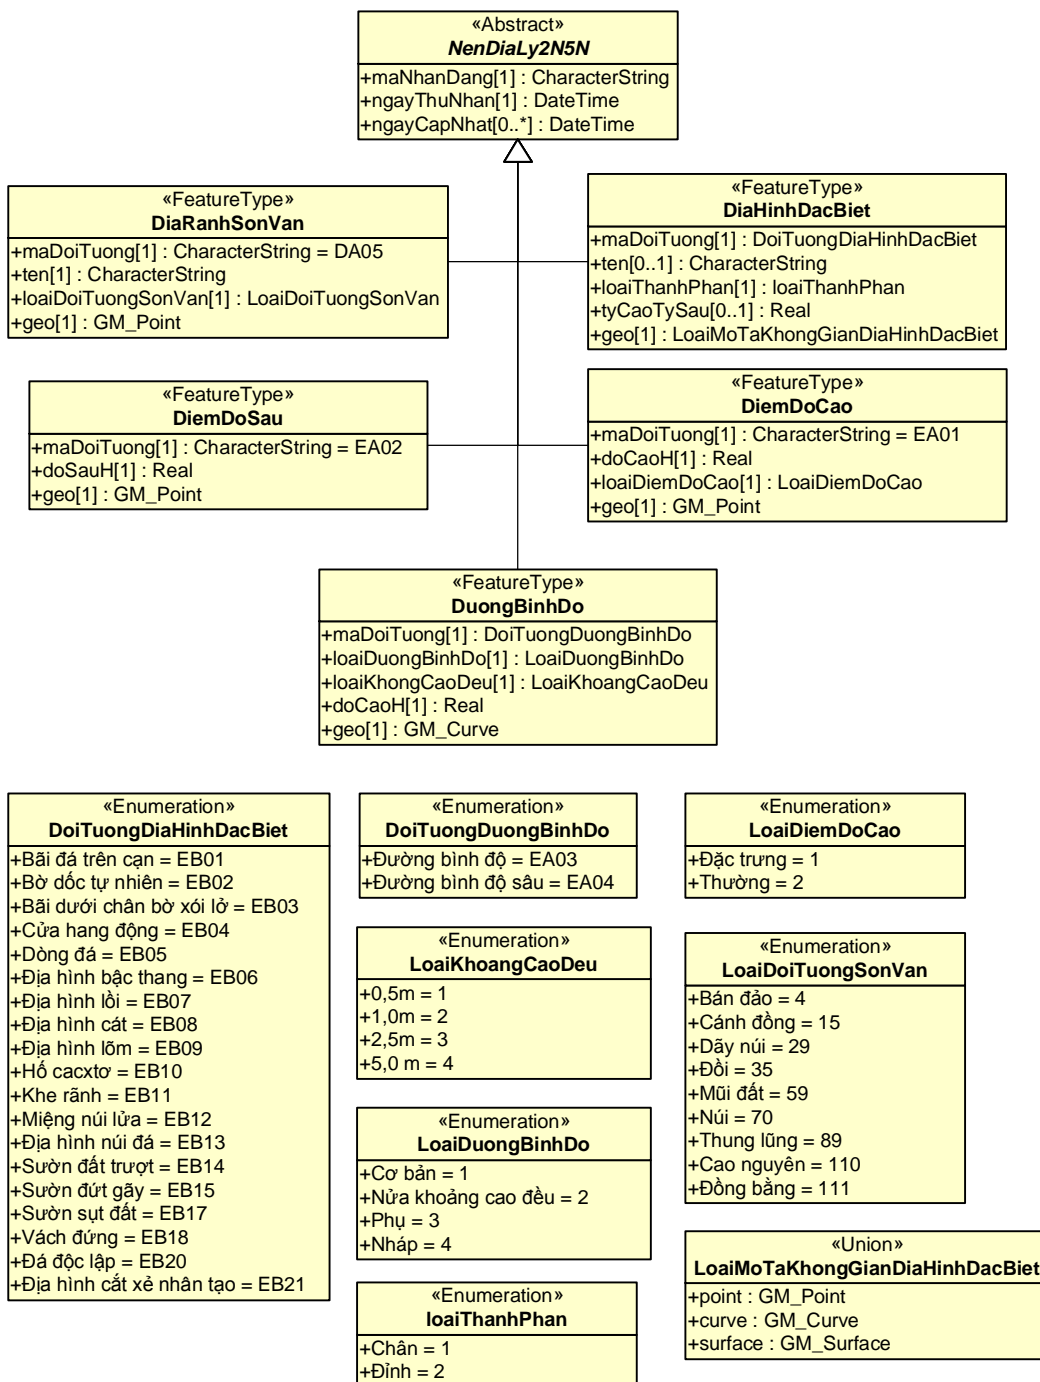 «Abstract»
NenDiaLy2N5N
+maNhanDang[1] : CharacterString
+ngayThuNhan[1] : DateTime
+ngayCapNhat[0..*] : DateTime
«FeatureType»
DiaRanhSonVan
+maDoiTuong[1] : CharacterString = DA05
+ten[1] : CharacterString
+loaiDoiTuongSonVan[1] : LoaiDoiTuongSonVan
+geo[1] : GM_Point
«FeatureType»
DiaHinhDacBiet
+maDoiTuong[1] : DoiTuongDiaHinhDacBiet
+ten[0..1] : CharacterString
+loaiThanhPhan[1] : loaiThanhPhan
+tyCaoTySau[0..1] : Real
+geo[1] : LoaiMoTaKhongGianDiaHinhDacBiet
«FeatureType»
DiemDoSau
+maDoiTuong[1] : CharacterString = EA02
+doSauH[1] : Real
+geo[1] : GM_Point
«FeatureType»
DiemDoCao
+maDoiTuong[1] : CharacterString = EA01
+doCaoH[1] : Real
+loaiDiemDoCao[1] : LoaiDiemDoCao
+geo[1] : GM_Point
«FeatureType»
DuongBinhDo
+maDoiTuong[1] : DoiTuongDuongBinhDo
+loaiDuongBinhDo[1] : LoaiDuongBinhDo
+loaiKhongCaoDeu[1] : LoaiKhoangCaoDeu
+doCaoH[1] : Real
+geo[1] : GM_Curve
«Enumeration»
DoiTuongDiaHinhDacBiet
+Bãi đá trên cạn = EB01
+Bờ dốc tự nhiên = EB02
+Bãi dưới chân bờ xói lở = EB03
+Cửa hang động = EB04
+Dòng đá = EB05
+Địa hình bậc thang = EB06
+Địa hình lồi = EB07
+Địa hình cát = EB08
+Địa hình lõm = EB09
+Hố cacxtơ = EB10
+Khe rãnh = EB11
+Miệng núi lửa = EB12
+Địa hình núi đá = EB13
+Sườn đất trượt = EB14
+Sườn đứt gãy = EB15
+Sườn sụt đất = EB17
+Vách đứng = EB18
+Đá độc lập = EB20
+Địa hình cắt xẻ nhân tạo = EB21
«Enumeration»
DoiTuongDuongBinhDo
+Đường bình độ = EA03
+Đường bình độ sâu = EA04
«Enumeration»
LoaiKhoangCaoDeu
+0,5m = 1
+1,0m = 2
+2,5m = 3
+5,0 m = 4
«Enumeration»
LoaiDuongBinhDo
+Cơ bản = 1
+Nửa khoảng cao đều = 2
+Phụ = 3
+Nháp = 4
«Enumeration»
loaiThanhPhan
+Chân = 1
+Đỉnh = 2
«Enumeration»
LoaiDiemDoCao
+Đặc trưng = 1
+Thường = 2
«Enumeration»
LoaiDoiTuongSonVan
+Bán đảo = 4
+Cánh đồng = 15
+Dãy núi = 29
+Đồi = 35
+Mũi đất = 59
+Núi = 70
+Thung lũng = 89
+Cao nguyên = 110
+Đồng bằng = 111
«Union»
LoaiMoTaKhongGianDiaHinhDacBiet
+point : GM_Point
+curve : GM_Curve
+surface : GM_Surface